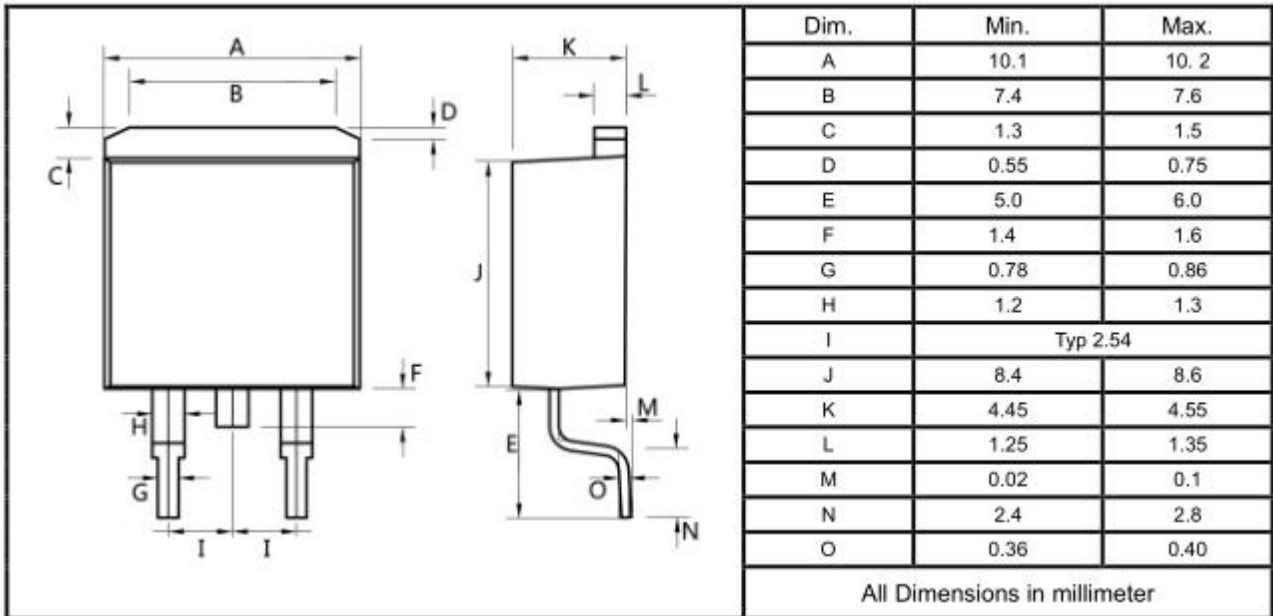 A
B
C
D
K
L
J
F
H
G
I I
E
M
O
N
Dim. Min. Max.
A 10.1 10. 2
B 7.4 7.6
C 1.3 1.5
D 0.55 0.75
E 5.0 6.0
F 1.4 1.6
G 0.78 0.86
H 1.2 1.3
I Typ 2.54
J 8.4 8.6
K 4.45 4.55
L 1.25 1.35
M 0.02 0.1
N 2.4 2.8
O 0.36 0.40
All Dimensions in millimeter